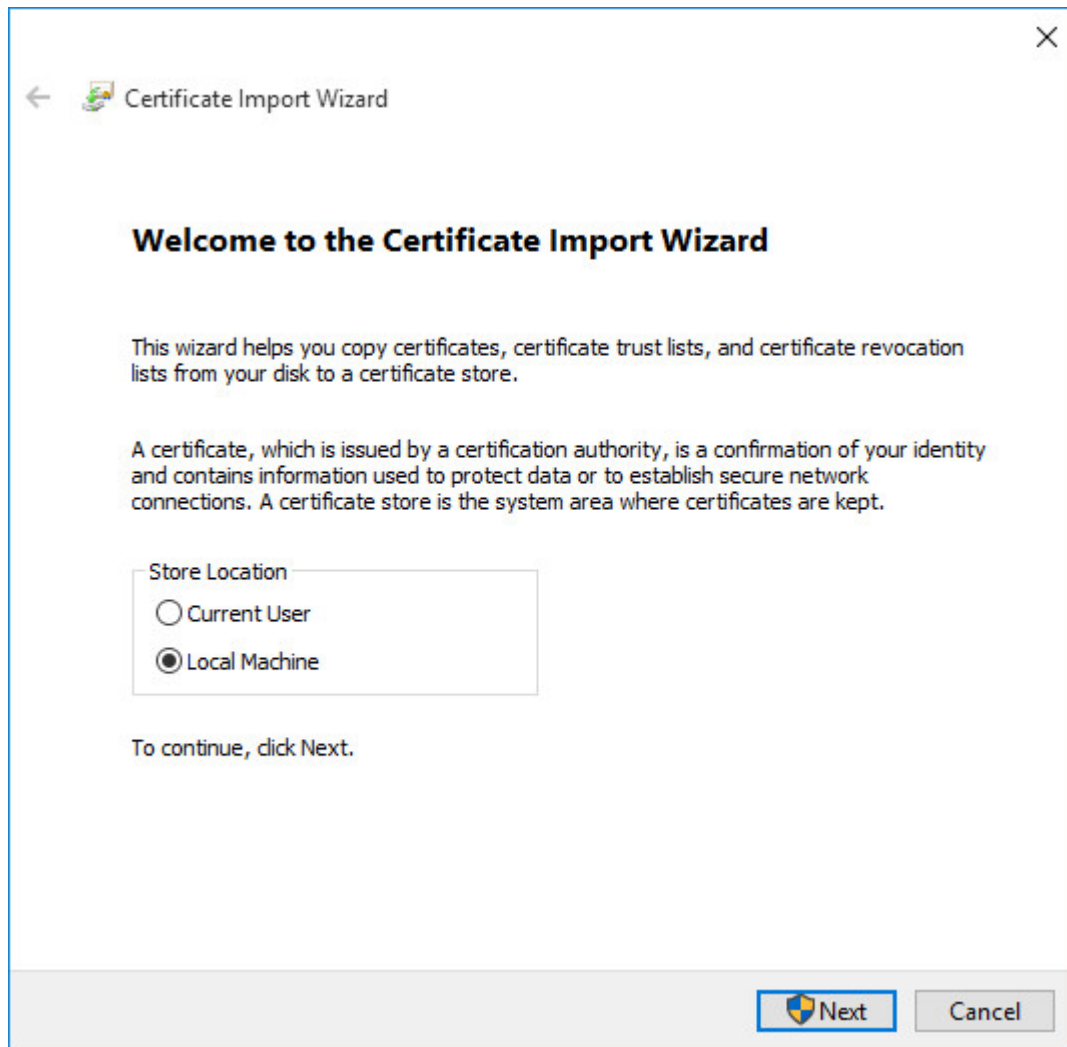 Certificate Import Wizard
Welcome to the Certificate Import Wizard
This wizard helps you copy certificates, certificate trust lists, and certificate revocation
lists from your disk to a certificate store.
A certificate, which is issued by a certification authority, is a confirmation of your identity
and contains information used to protect data or to establish secure network
connections. A certificate store is the system area where certificates are kept.
Store Location
Current User
Local Machine
To continue, click Next.
Next
Cancel